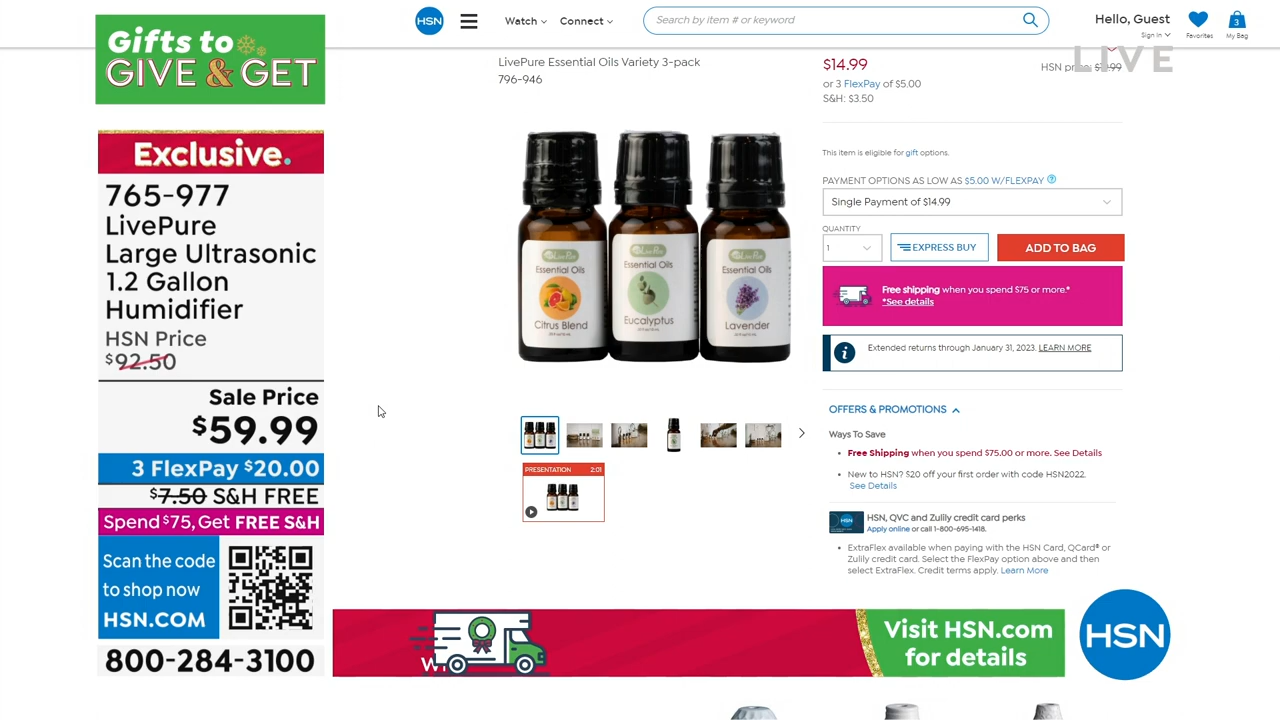 Gifts to
GIVE & GET
Exclusive.
765-977
LivePure
Large Ultrasonic
1.2 Gallon
Humidifier
HSN Price
$92.50
Sale Price
$59.99
3 FlexPay $20.00
$7.50 S&H FREE
Spend $75, Get FREE S&H
Scan the code
to shop now
HSN.COM
800-284-3100
HSN
Watch
Connect
Search by item # or keyword
Hello, Guest
Sign in
Favorites
3
My Bag
LIVE
LivePure Essential Oils Variety 3-pack
796-946
$14.99
HSN price:
or 3 FlexPay of $5.00
S&H: $3.50
This item is eligible for gift options.
PAYMENT OPTIONS AS LOW AS $5.00 W/FLEXPAY
Single Payment of $14.99
QUANTITY
1
EXPRESS BUY
ADD TO BAG
Free shipping when you spend $75 or more.*
*See details
Extended returns through January 31, 2023. LEARN MORE
OFFERS & PROMOTIONS
Ways To Save
Free Shipping when you spend $75.00 or more. See Details
New to HSN? $20 off your first order with code HSN2022.
See Details
HSN, QVC and Zulily credit card perks
Apply online or call 1-800-695-1418.
ExtraFlex available when paying with the HSN Card, QCard® or
Zulily credit card. Select the FlexPay option above and then
select ExtraFlex. Credit terms apply. Learn More
LivePure
Essential Oils
Citrus Blend
LivePure
Essential Oils
Eucalyptus
LivePure
Essential Oils
Lavender
PRESENTATION 2:01
Visit HSN.com
for details
HSN